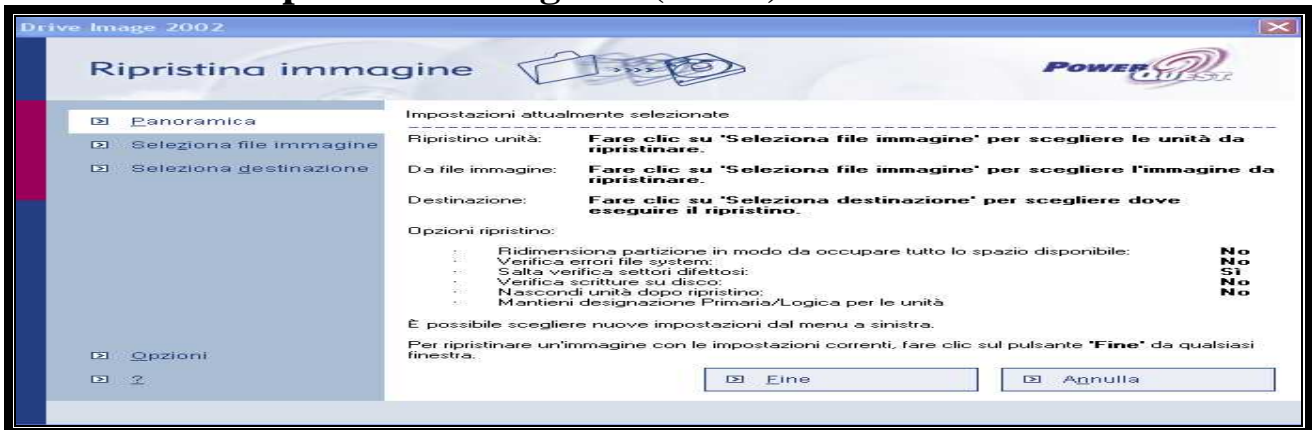 Drive Image 2002
Ripristina immagine
POWERQUEST
Panoramica
Seleziona file immagine
Seleziona destinazione
Opzioni
?
Impostazioni attualmente selezionate
Ripristino unità: Fare clic su 'Seleziona file immagine' per scegliere le unità da
ripristinare.
Da file immagine: Fare clic su 'Seleziona file immagine' per scegliere l'immagine da
ripristinare.
Destinazione: Fare clic su 'Seleziona destinazione' per scegliere dove
eseguire il ripristino.
Opzioni ripristino:
Ridimensiona partizione in modo da occupare tutto lo spazio disponibile: No
Verifica errori file system: No
Salta verifica settori difettosi: Sì
Verifica scritture su disco: No
Nascondi unità dopo ripristino: No
Mantieni designazione Primaria/Logica per le unità
È possibile scegliere nuove impostazioni dal menu a sinistra.
Per ripristinare un'immagine con le impostazioni correnti, fare clic sul pulsante 'Fine' da qualsiasi
finestra.
Fine
Annulla